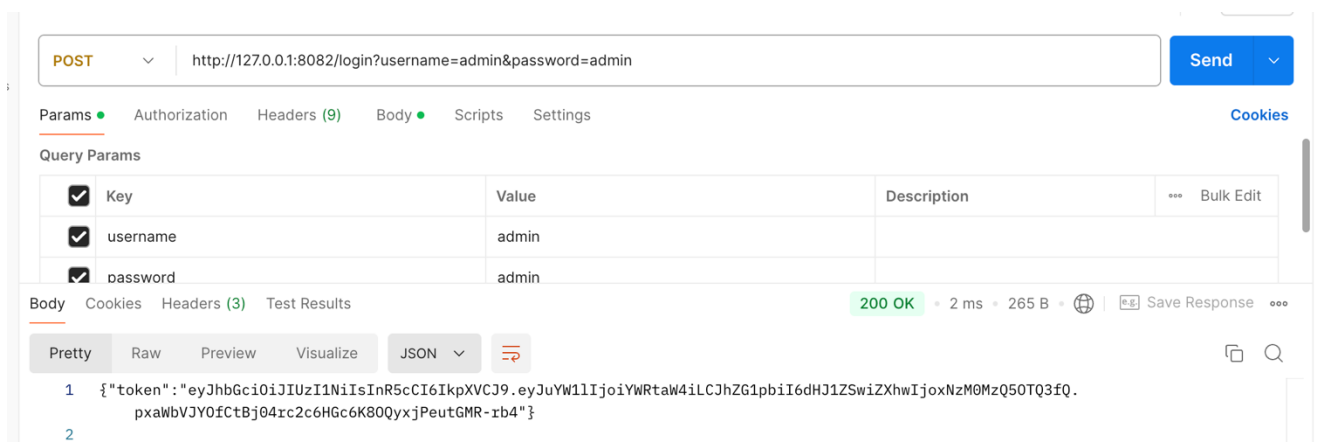 POST http://127.0.0.1:8082/login?username=admin&password=admin Send
Params Authorization Headers (9) Body Scripts Settings Cookies
Query Params
Key Value Description Bulk Edit
username admin
password admin
Body Cookies Headers (3) Test Results 200 OK 2 ms 265 B e.g. Save Response
Pretty Raw Preview Visualize JSON
1 {"token":"eyJhbGciOiJIUzI1NiIsInR5cCI6IkpXVCJ9.eyJuYW1lIjoiYWRtaW4iLCJhZG1pbiI6dHJ1ZSwiZXhwIjoxNzM0MzQ5OTQ3fQ.
pxaWbVJYOfCtBj04rc2c6HGc6K8OQyxjPeutGMR-rb4"}
2